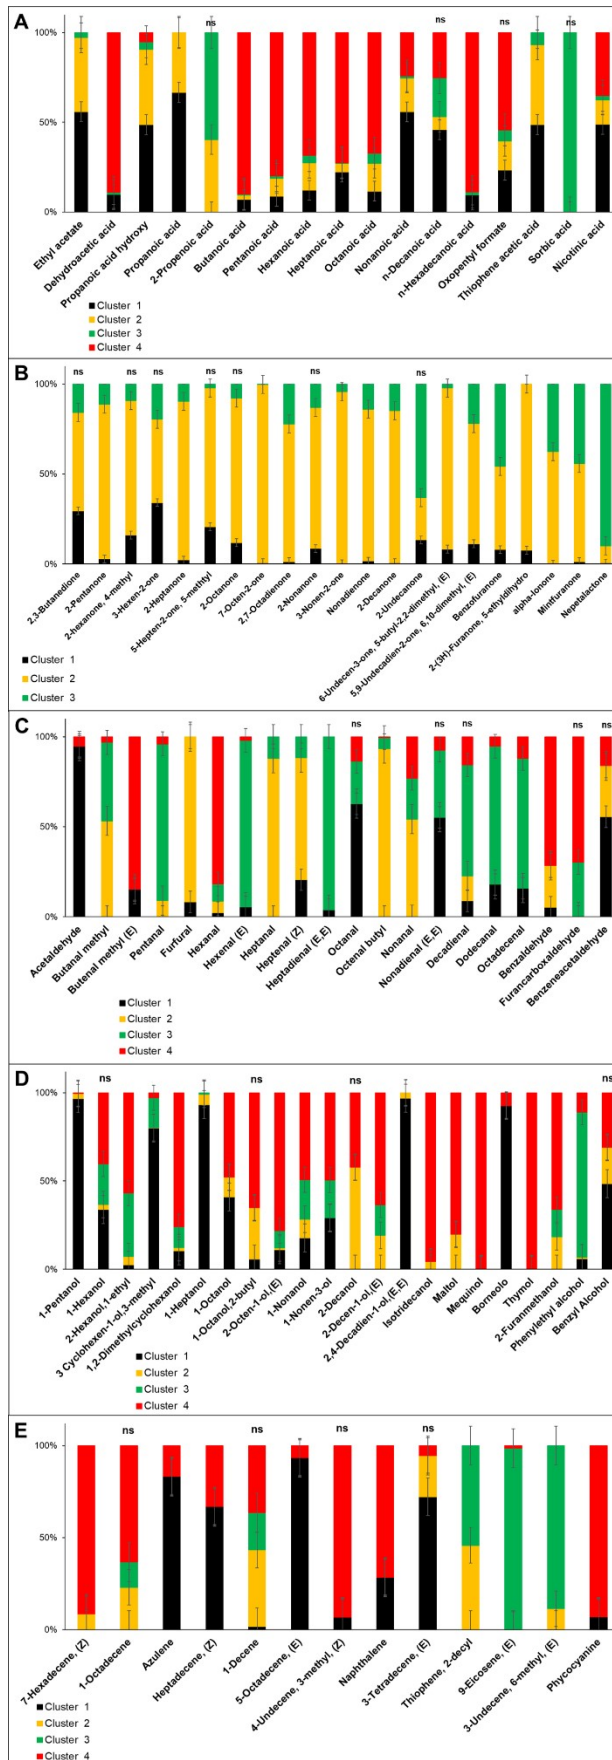 A
ns
ns
ns
ns
100%
50%
0%
Ethyl acetate
Dehydroacetic acid
Propanoic acid hydroxy
Propanoic acid
2-Propenoic acid
Butanoic acid
Pentanoic acid
Hexanoic acid
Heptanoic acid
Octanoic acid
Nonanoic acid
n-Decanoic acid
n-Hexadecanoic acid
Oxopentyl formate
Thiophene acetic acid
Sorbic acid
Nicotinic acid
Cluster 1
Cluster 2
Cluster 3
Cluster 4
B
ns
ns
ns
ns
ns
ns
ns
100%
50%
0%
2,3-Butanedione
2-Pentanone
2-hexanone, 4-methyl
3-Hexen-2-one
2-Heptanone
5-Hepten-2-one, 5-methtyl
2-Octanone
7-Octen-2-one
2,7-Octadienone
2-Nonanone
3-Nonen-2-one
Nonadienone
2-Decanone
2-Undecanone
6-Undecen-3-one, 5-butyl-2,2-dimethyl, (E)
5,9-Undecadien-2-one, 6,10-dimethyl, (E)
Benzofuranone
2-(3H)-Furanone, 5-ethyldihydro
alpha-Ionone
Mintfuranone
Nepetalactone
Cluster 1
Cluster 2
Cluster 3
C
ns
ns
ns
ns
ns
ns
100%
50%
0%
Acetaldehyde
Butanal methyl
Butenal methyl (E)
Pentanal
Furfural
Hexanal
Hexenal (E)
Heptanal
Heptenal (Z)
Heptadienal (E,E)
Octanal
Octenal butyl
Nonanal
Nonadienal (E,E)
Decadienal
Dodecanal
Octadecenal
Benzaldehyde
Furancarboxaldehyde
Benzeneacetaldehyde
Cluster 1
Cluster 2
Cluster 3
Cluster 4
D
ns
ns
ns
ns
100%
50%
0%
1-Pentanol
1-Hexanol
2-Hexanol,1-ethyl
3 Cyclohexen-1-ol,3-methyl
1,2-Dimethylcyclohexanol
1-Heptanol
1-Octanol
1-Octanol,2-butyl
2-Octen-1-ol,(E)
1-Nonanol
1-Nonen-3-ol
2-Decanol
2-Decen-1-ol,(E)
2,4-Decadien-1-ol,(E,E)
Isotridecanol
Maltol
Mequinol
Borneolo
Thymol
2-Furanmethanol
Phenylethyl alcohol
Benzyl Alcohol
Cluster 1
Cluster 2
Cluster 3
Cluster 4
E
ns
ns
ns
ns
100%
50%
0%
7-Hexadecene, (Z)
1-Octadecene
Azulene
Heptadecene, (Z)
1-Decene
5-Octadecene, (E)
4-Undecene, 3-methyl, (Z)
Naphthalene
3-Tetradecene, (E)
Thiophene, 2-decyl
9-Eicosene, (E)
3-Undecene, 6-methyl, (E)
Phycocyanine
Cluster 1
Cluster 2
Cluster 3
Cluster 4